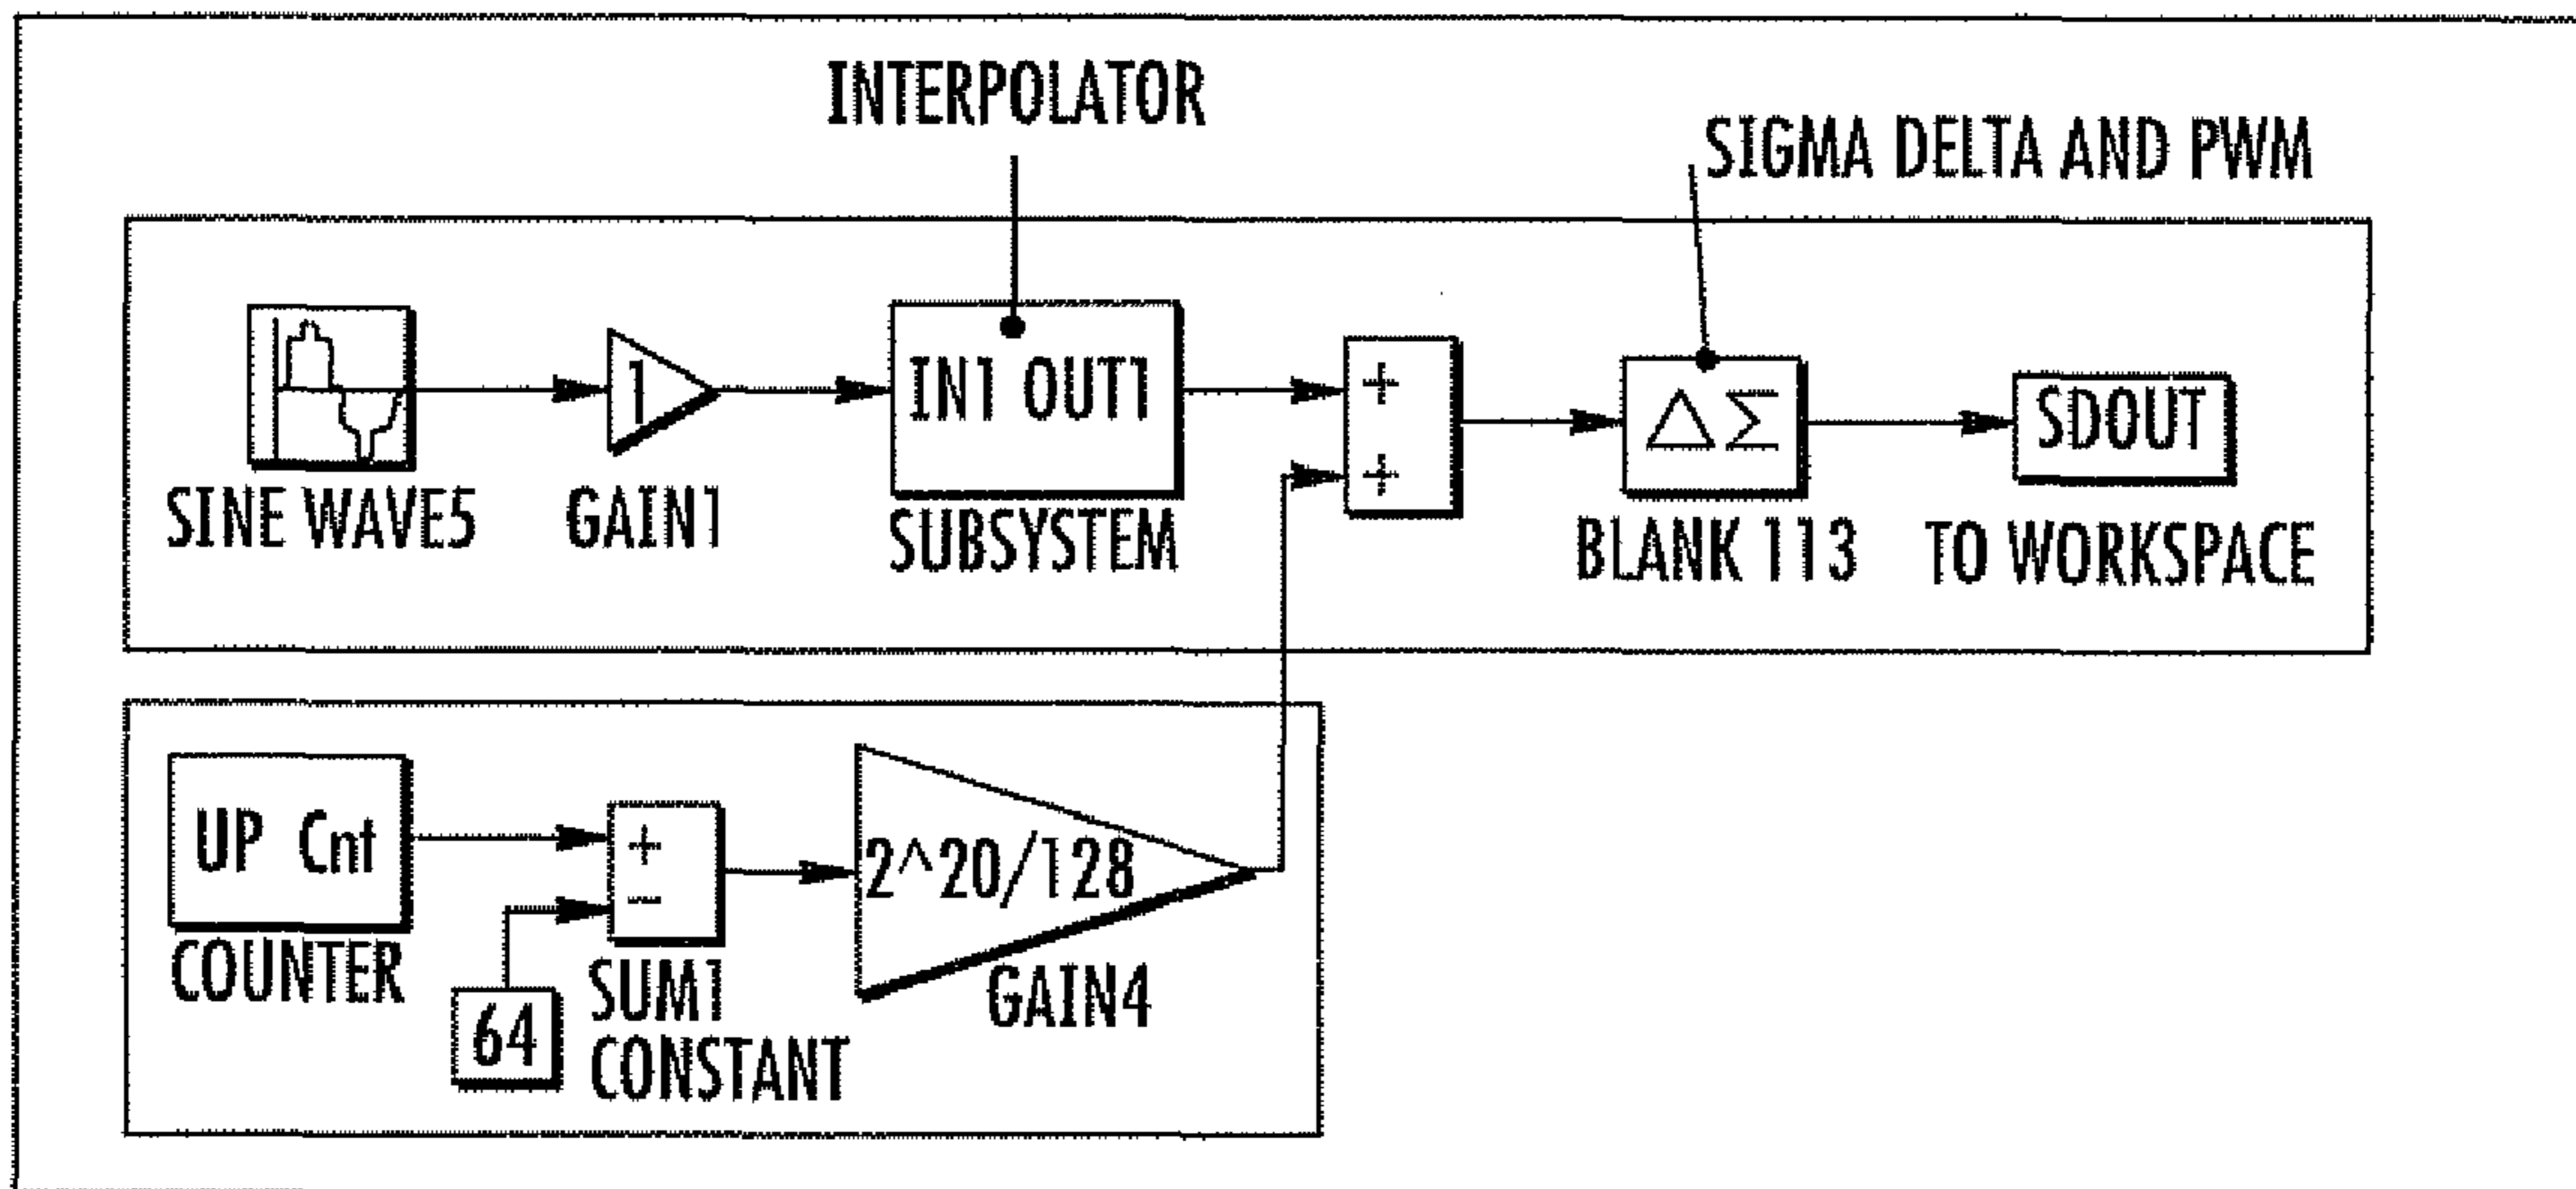 INTERPOLATOR
SIGMA DELTA AND PWM
1
IN1 OUT1
+
+
ΔΣ
SDOUT
SINE WAVE5
GAIN1
SUBSYSTEM
BLANK 113
TO WORKSPACE
UP Cnt
+
−
2^20/128
COUNTER
64
SUM1
CONSTANT
GAIN4